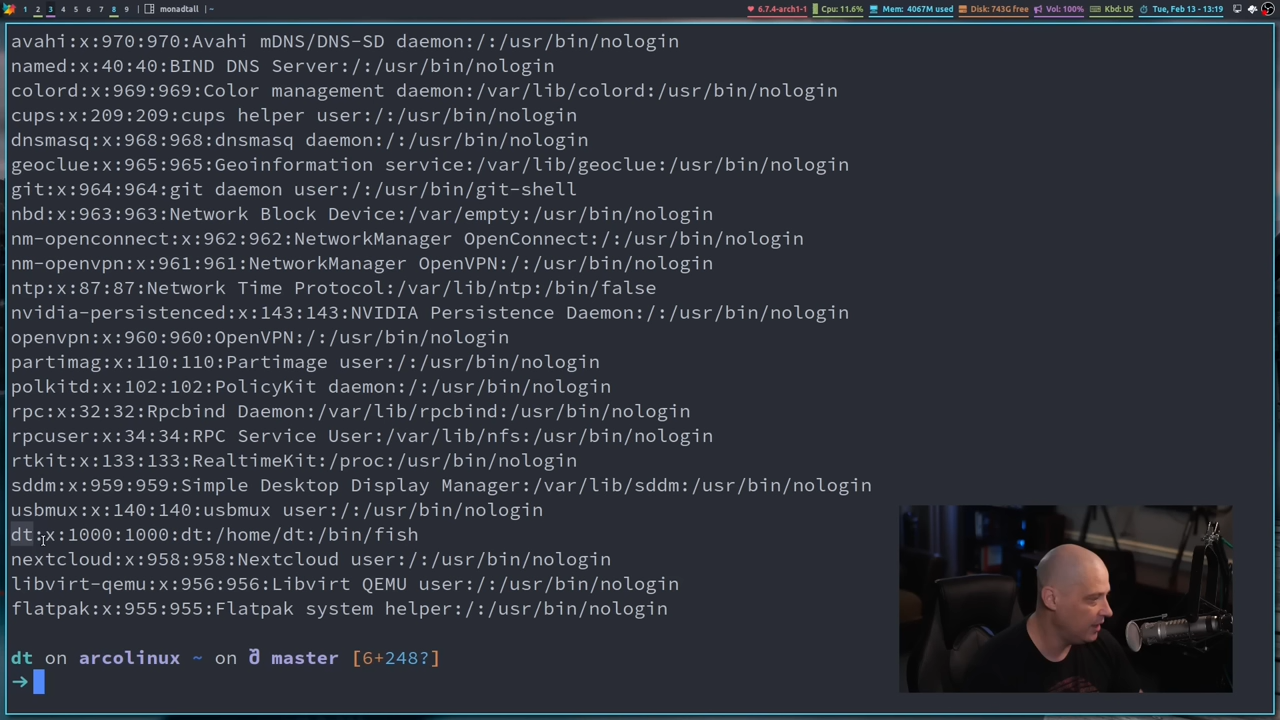 1 2 3 4 5 6 7 8 9 monadtall ~ 6.7.4-arch1-1 Cpu: 11.6% Mem: 4067M used Disk: 743G free Vol: 100% Kbd: US Tue, Feb 13 - 13:19
avahi:x:970:970:Avahi mDNS/DNS-SD daemon:/:/usr/bin/nologin
named:x:40:40:BIND DNS Server:/:/usr/bin/nologin
colord:x:969:969:Color management daemon:/var/lib/colord:/usr/bin/nologin
cups:x:209:209:cups helper user:/:/usr/bin/nologin
dnsmasq:x:968:968:dnsmasq daemon:/:/usr/bin/nologin
geoclue:x:965:965:Geoinformation service:/var/lib/geoclue:/usr/bin/nologin
git:x:964:964:git daemon user:/:/usr/bin/git-shell
nbd:x:963:963:Network Block Device:/var/empty:/usr/bin/nologin
nm-openconnect:x:962:962:NetworkManager OpenConnect:/:/usr/bin/nologin
nm-openvpn:x:961:961:NetworkManager OpenVPN:/:/usr/bin/nologin
ntp:x:87:87:Network Time Protocol:/var/lib/ntp:/bin/false
nvidia-persistenced:x:143:143:NVIDIA Persistence Daemon:/:/usr/bin/nologin
openvpn:x:960:960:OpenVPN:/:/usr/bin/nologin
partimag:x:110:110:Partimage user:/:/usr/bin/nologin
polkitd:x:102:102:PolicyKit daemon:/:/usr/bin/nologin
rpc:x:32:32:Rpcbind Daemon:/var/lib/rpcbind:/usr/bin/nologin
rpcuser:x:34:34:RPC Service User:/var/lib/nfs:/usr/bin/nologin
rtkit:x:133:133:RealtimeKit:/proc:/usr/bin/nologin
sddm:x:959:959:Simple Desktop Display Manager:/var/lib/sddm:/usr/bin/nologin
usbmux:x:140:140:usbmux user:/:/usr/bin/nologin
dt:x:1000:1000:dt:/home/dt:/bin/fish
nextcloud:x:958:958:Nextcloud user:/:/usr/bin/nologin
libvirt-qemu:x:956:956:Libvirt QEMU user:/:/usr/bin/nologin
flatpak:x:955:955:Flatpak system helper:/:/usr/bin/nologin
dt on arcolinux ~ on master [6+248?]
→